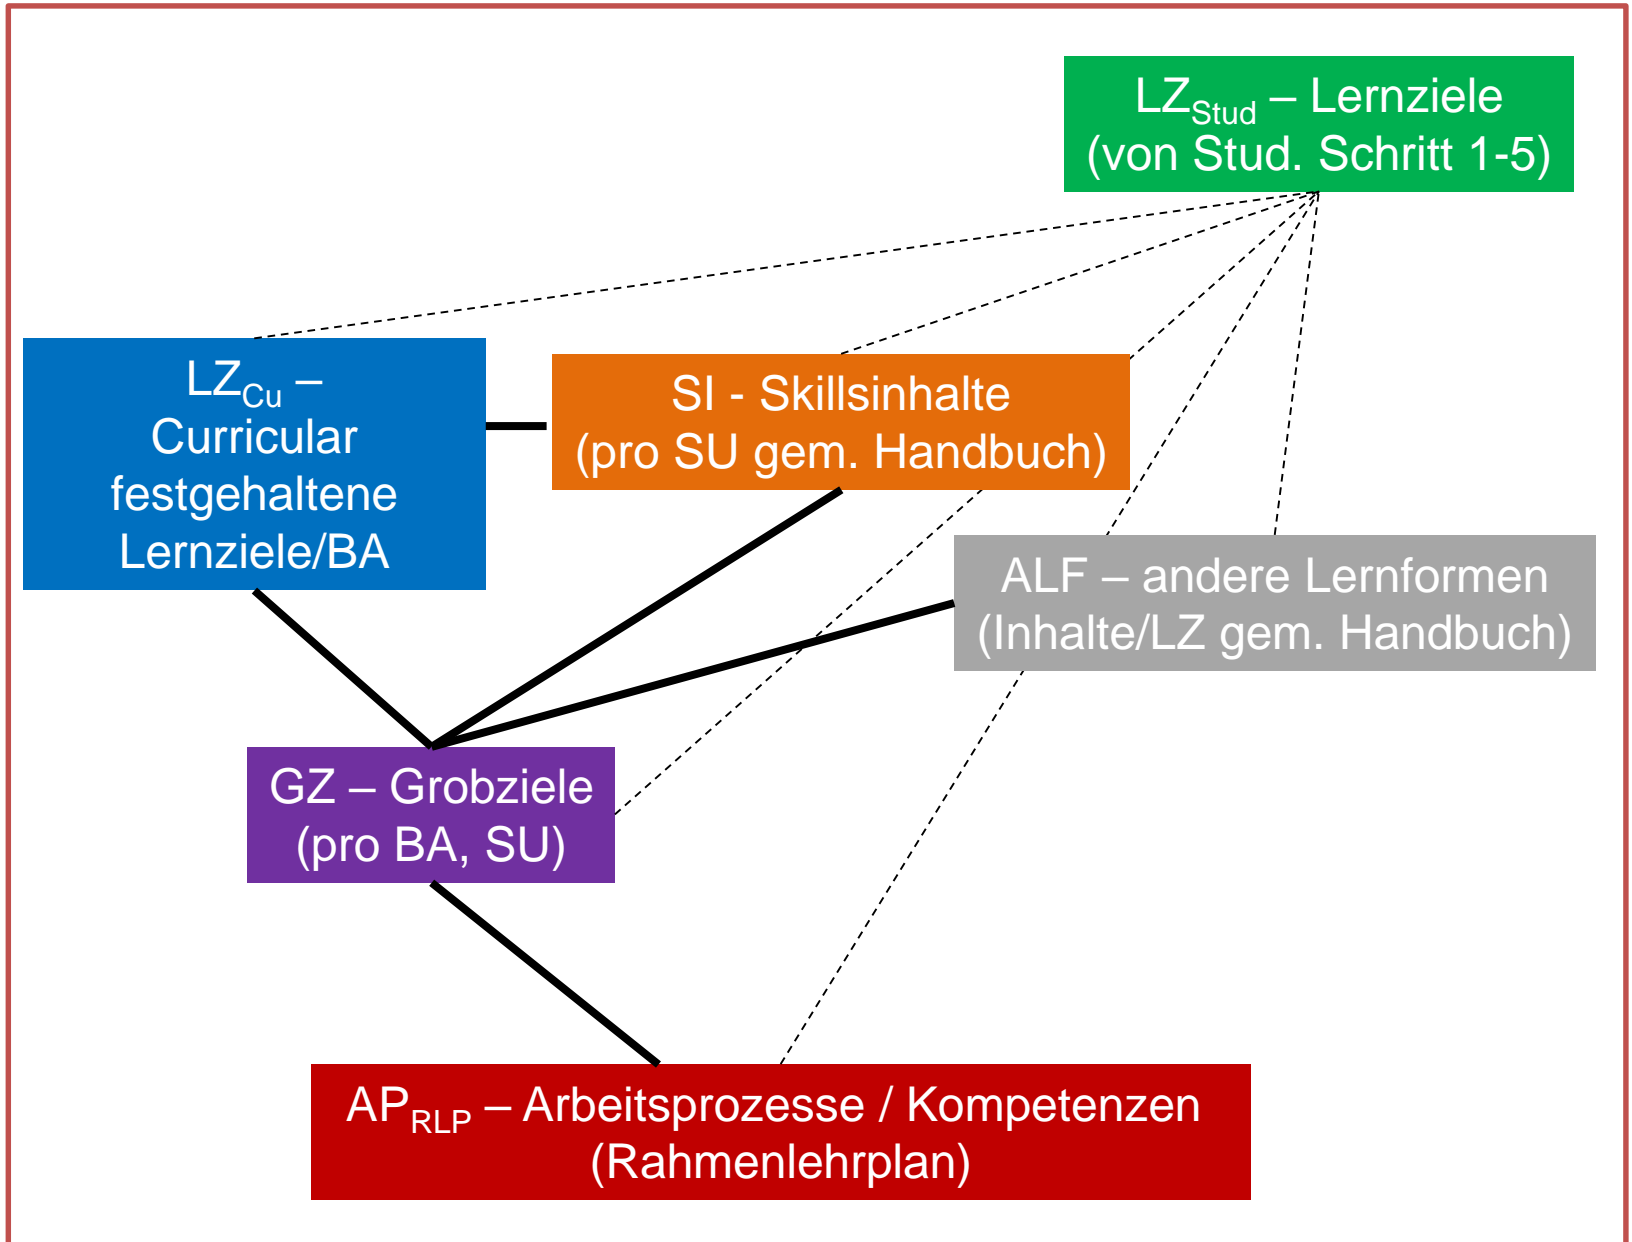 LZStud – Lernziele
(von Stud. Schritt 1-5)
LZCu –
Curricular
festgehaltene
Lernziele/BA
SI - Skillsinhalte
(pro SU gem. Handbuch)
ALF – andere Lernformen
(Inhalte/LZ gem. Handbuch)
GZ – Grobziele
(pro BA, SU)
APRLP – Arbeitsprozesse / Kompetenzen
(Rahmenlehrplan)